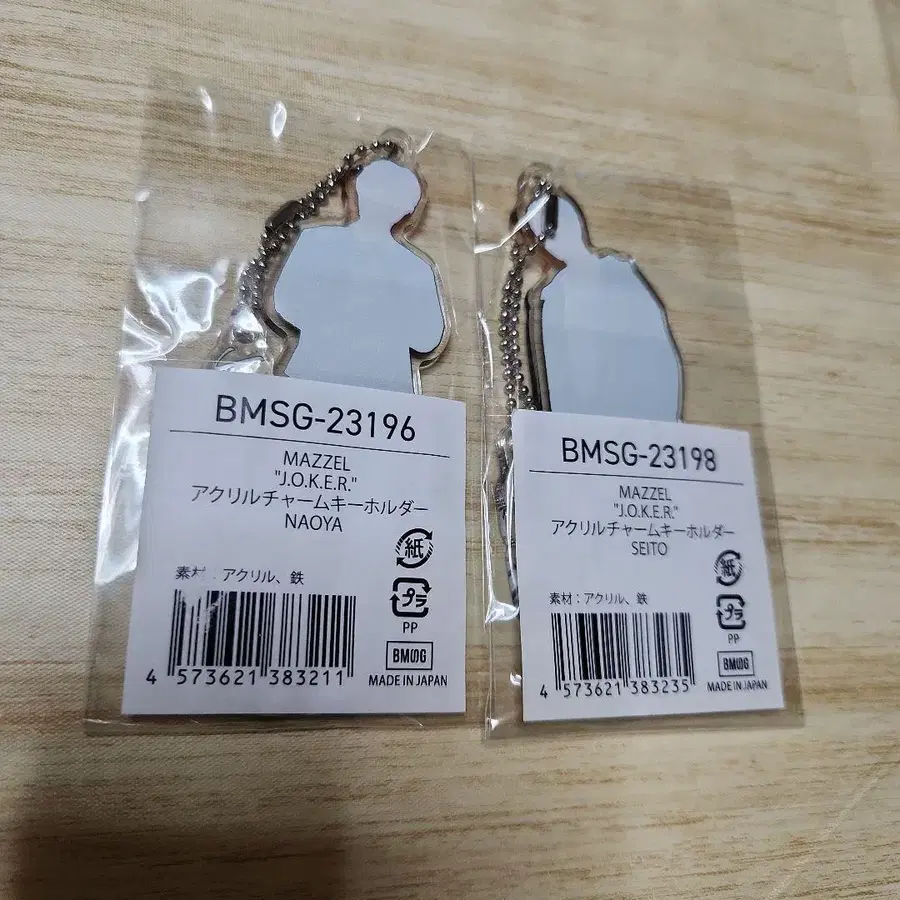 BMSG-23196
MAZZEL
"J.O.K.E.R."
アクリルチャームキーホルダー
NAOYA
紙
素材：アクリル、鉄
プラ
PP
BMSG
MADE IN JAPAN
4 573621 383211
BMSG-23198
MAZZEL
"J.O.K.E.R."
アクリルチャームキーホルダー
SEITO
紙
素材：アクリル、鉄
プラ
PP
BMSG
MADE IN JAPAN
4 573621 383235